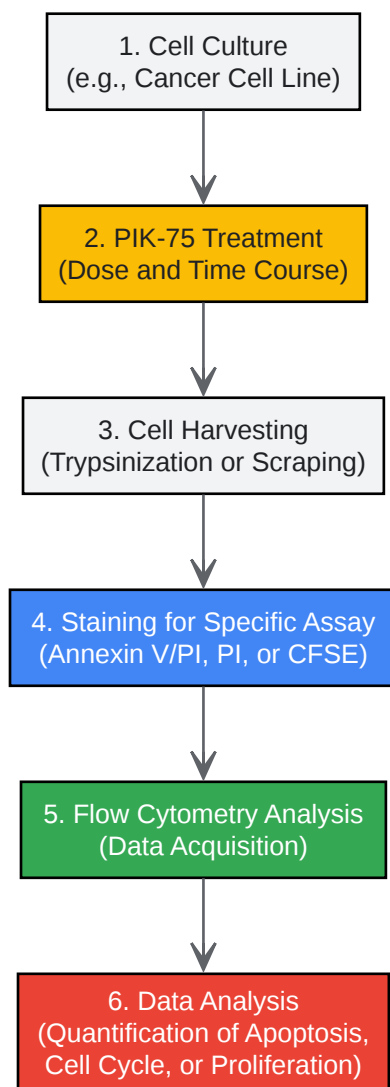 1. Cell Culture
(e.g., Cancer Cell Line)
2. PIK-75 Treatment
(Dose and Time Course)
3. Cell Harvesting
(Trypsinization or Scraping)
4. Staining for Specific Assay
(Annexin V/PI, PI, or CFSE)
5. Flow Cytometry Analysis
(Data Acquisition)
6. Data Analysis
(Quantification of Apoptosis,
Cell Cycle, or Proliferation)